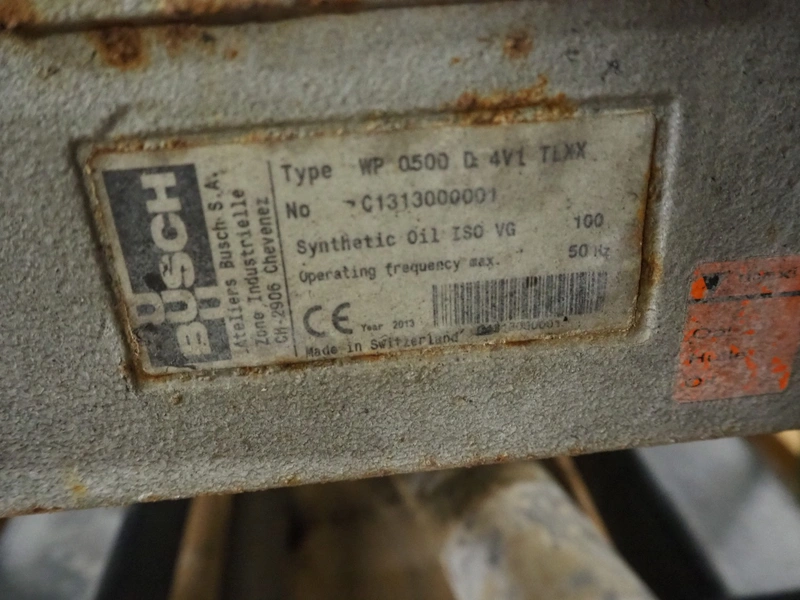 BUSCH
Ateliers Busch S.A.
Zone Industrielle
CH-2906 Chevenez
Type WP 0500 D 4V1 TLXX
No C1313000001
Synthetic Oil ISO VG 100
Operating frequency max. 50 Hz
CE Year 2013
Made in Switzerland